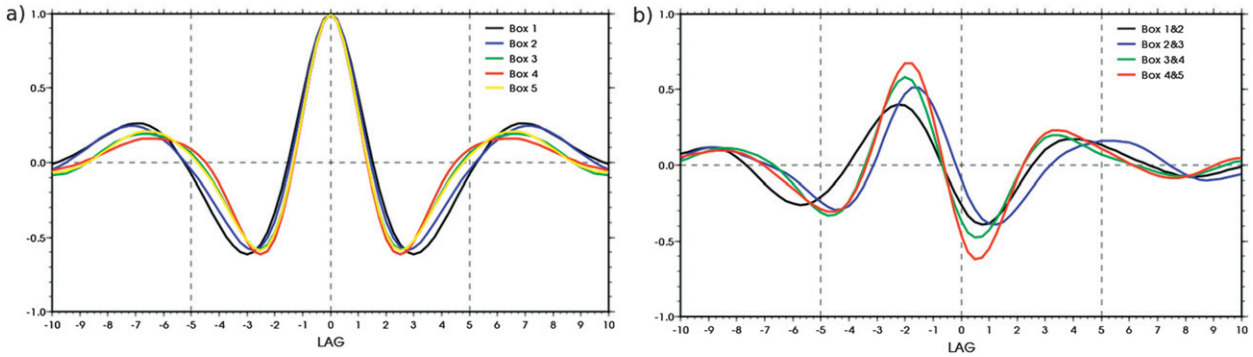 a)
1.0
0.5
0.0
-0.5
-1.0
Box 1
Box 2
Box 3
Box 4
Box 5
-10 -9 -8 -7 -6 -5 -4 -3 -2 -1 0 1 2 3 4 5 6 7 8 9 10
LAG
b)
1.0
0.5
0.0
-0.5
-1.0
Box 1&2
Box 2&3
Box 3&4
Box 4&5
-10 -9 -8 -7 -6 -5 -4 -3 -2 -1 0 1 2 3 4 5 6 7 8 9 10
LAG